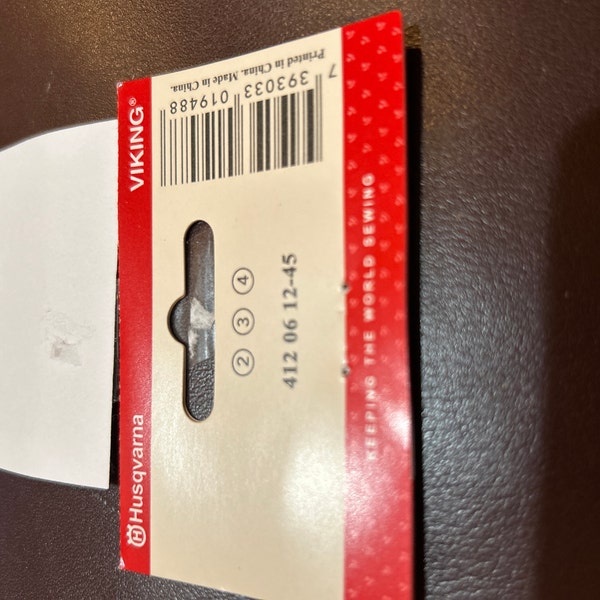 Husqvarna VIKING®
② ③ ④
412 06 12-45
7 393033 019488
Printed in China. Made in China.
KEEPING THE WORLD SEWING